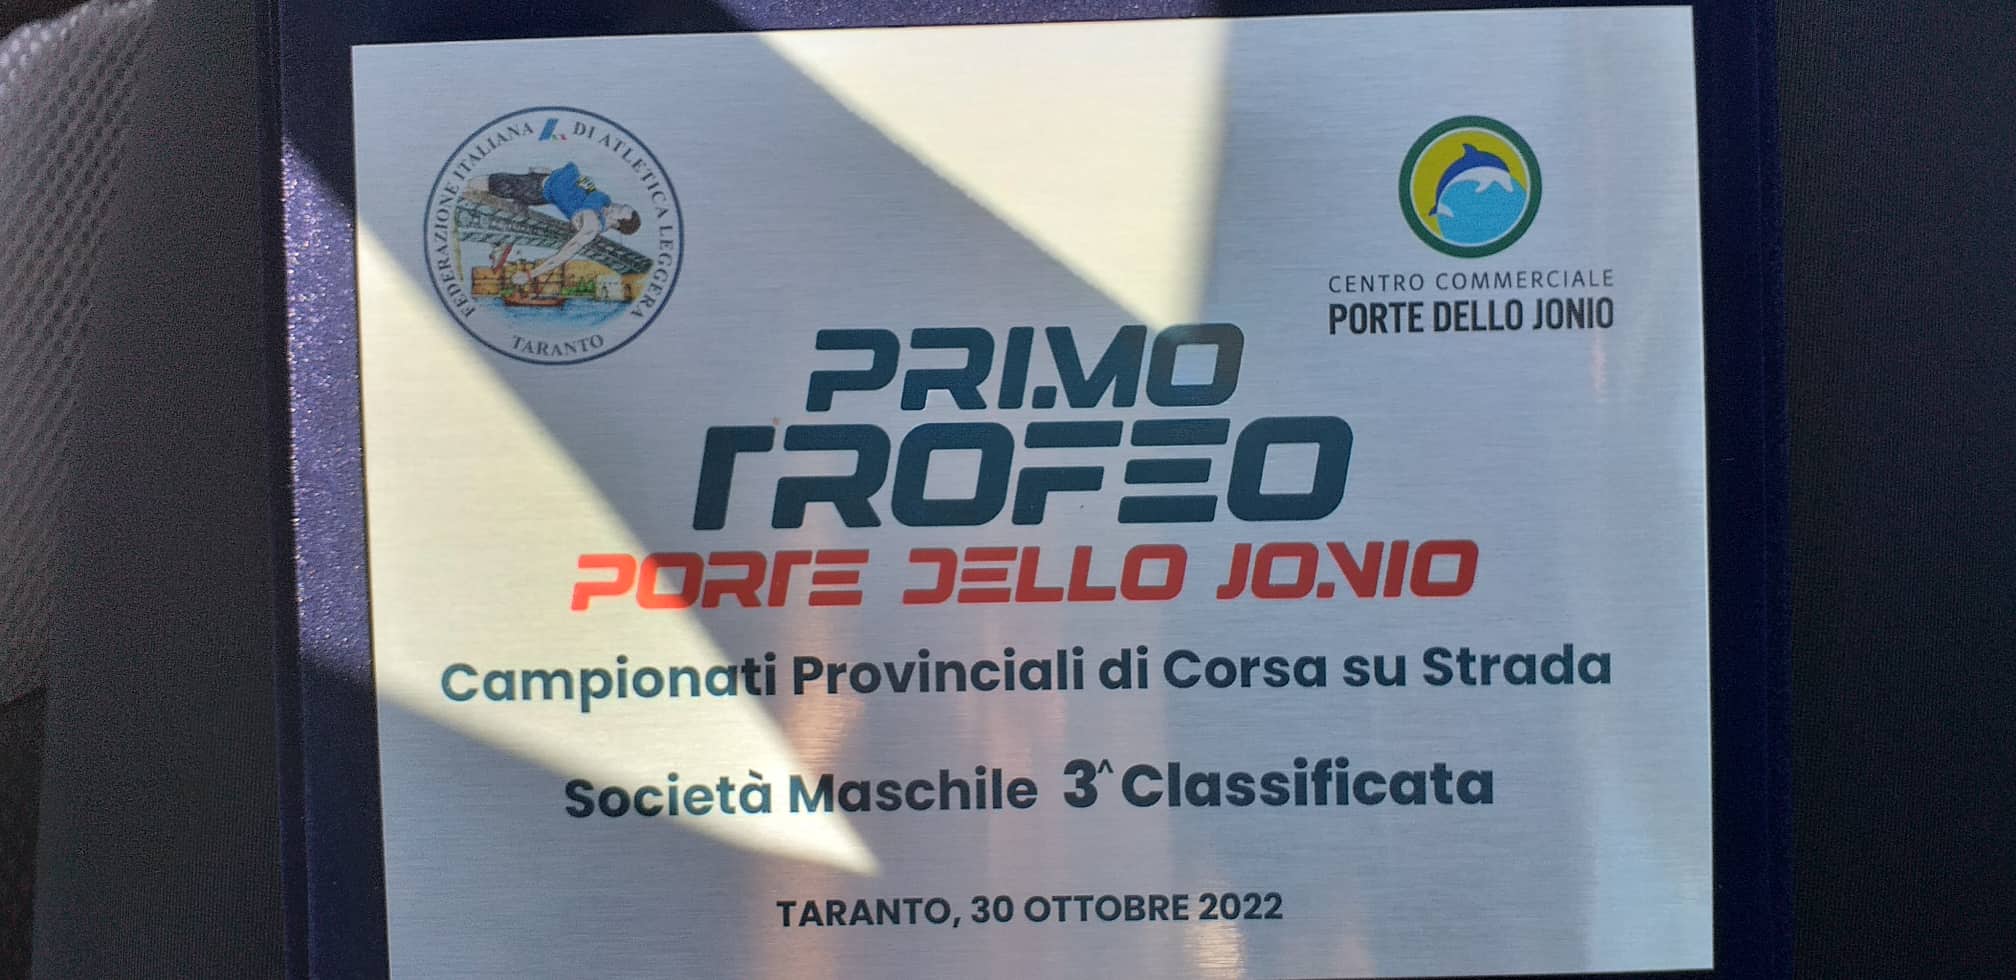 FEDERAZIONE ITALIANA DI ATLETICA LEGGERA
TARANTO
CENTRO COMMERCIALE
PORTE DELLO JONIO
PRIMO
TROFEO
PORTE DELLO JONIO
Campionati Provinciali di Corsa su Strada
Società Maschile 3^ Classificata
TARANTO, 30 OTTOBRE 2022